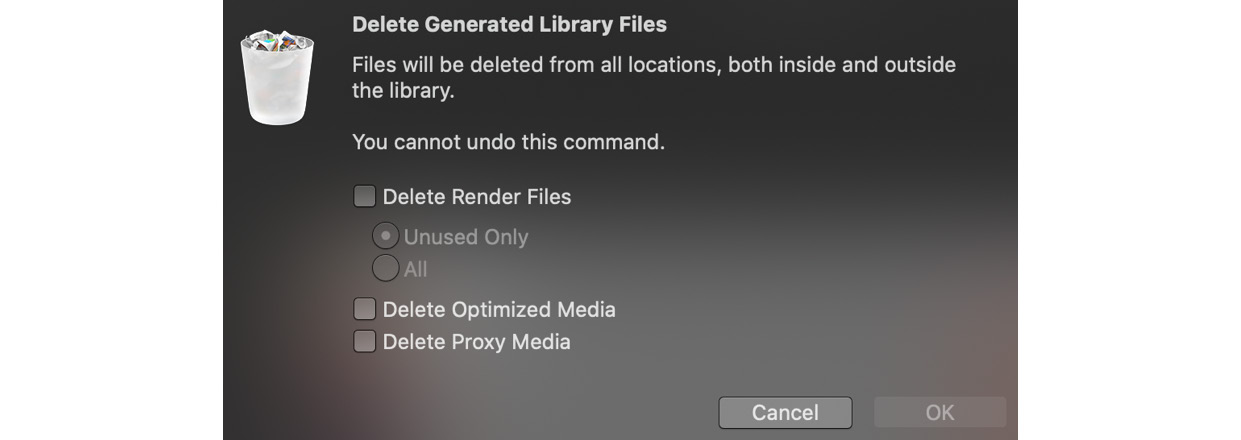 Delete Generated Library Files
Files will be deleted from all locations, both inside and outside
the library.
You cannot undo this command.
Delete Render Files
Unused Only
All
Delete Optimized Media
Delete Proxy Media
Cancel OK